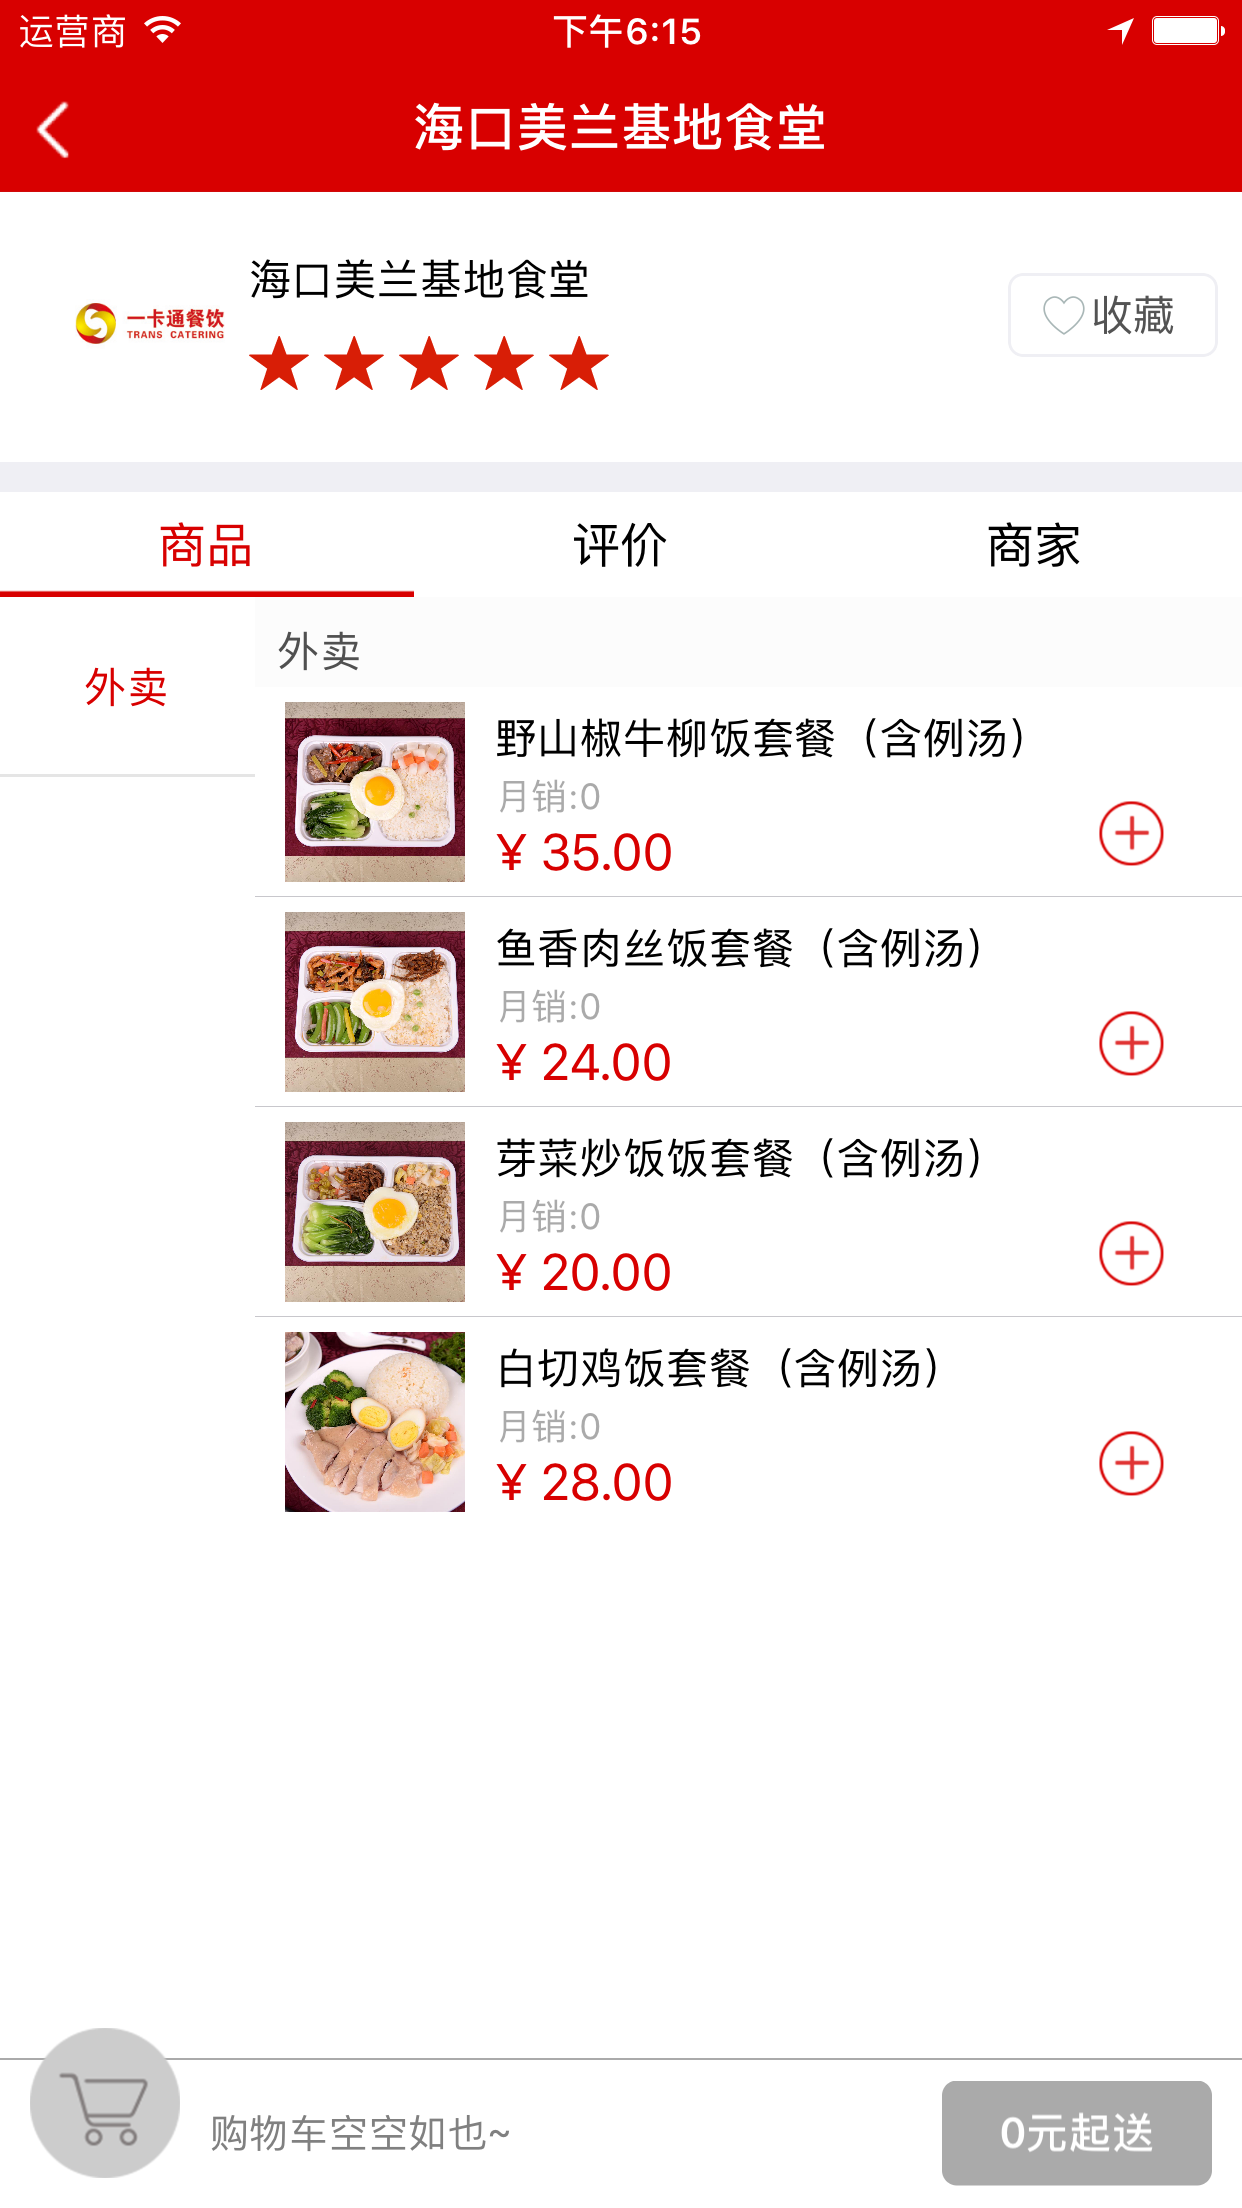 运营商
下午6:15
海口美兰基地食堂
一卡通餐饮
TRANS CATERING
海口美兰基地食堂
收藏
商品
评价
商家
外卖
外卖
野山椒牛柳饭套餐（含例汤）
月销:0
¥ 35.00
鱼香肉丝饭套餐（含例汤）
月销:0
¥ 24.00
芽菜炒饭饭套餐（含例汤）
月销:0
¥ 20.00
白切鸡饭套餐（含例汤）
月销:0
¥ 28.00
购物车空空如也~
0元起送